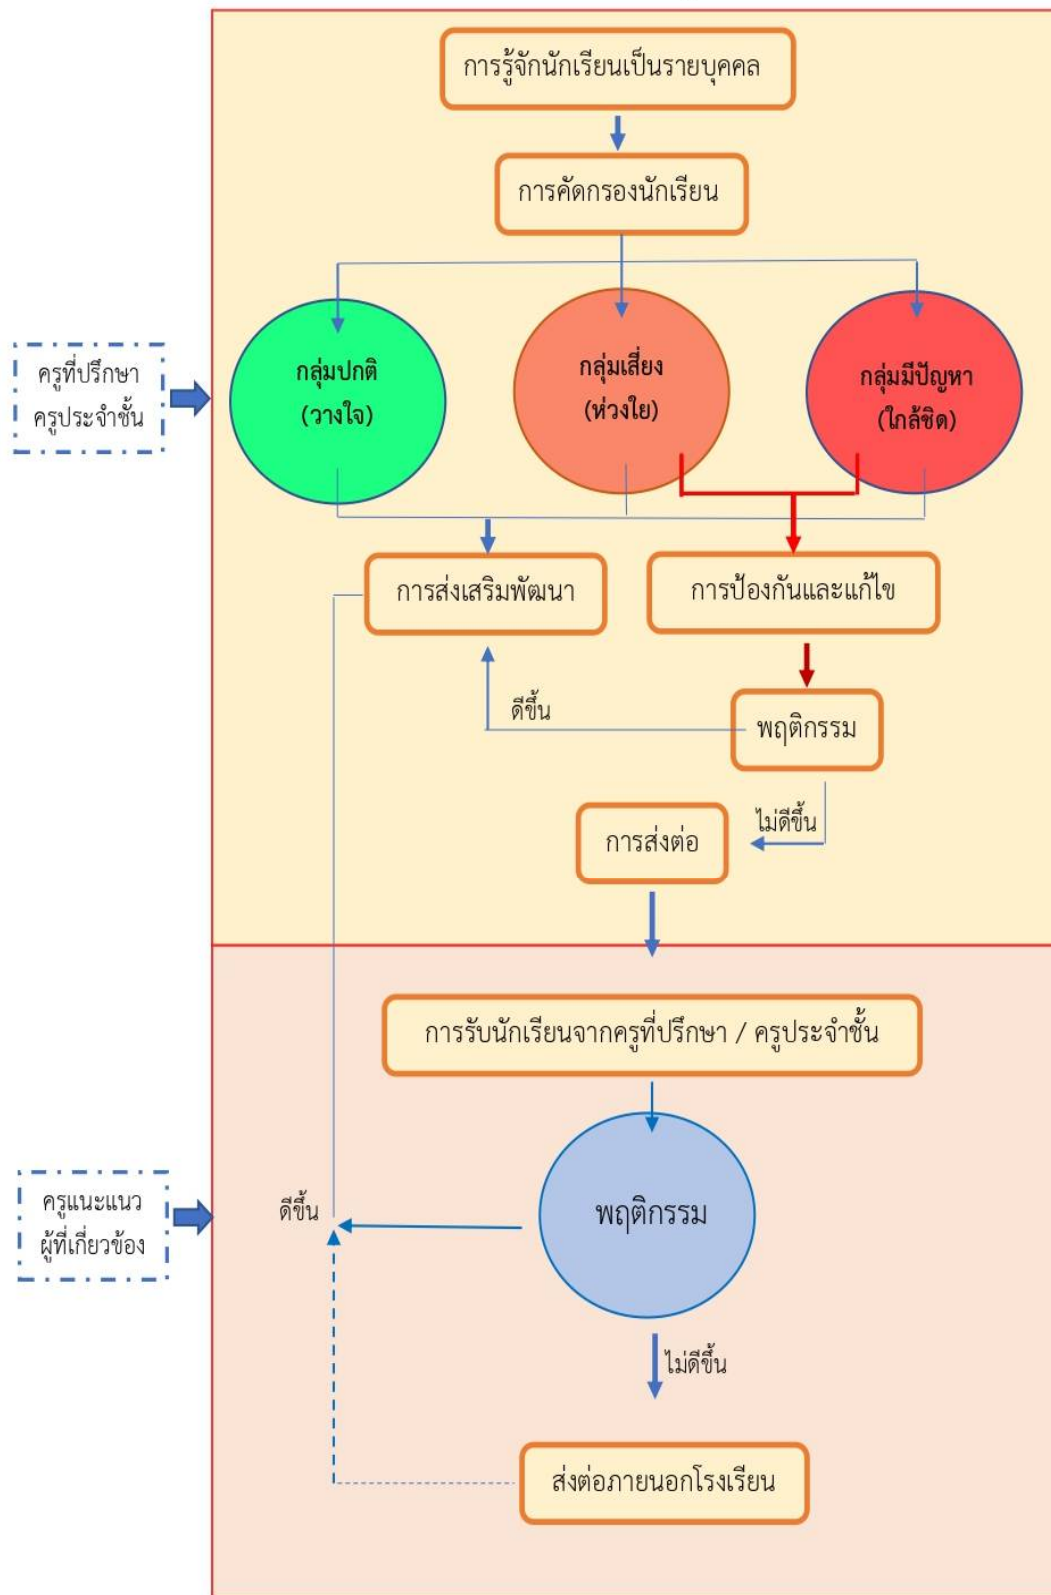 การรู้จักนักเรียนเป็นรายบุคคล
การคัดกรองนักเรียน
กลุ่มปกติ
(วางใจ)
กลุ่มเสี่ยง
(ห่วงใย)
กลุ่มมีปัญหา
(ใกล้ชิด)
ครูที่ปรึกษา
ครูประจำชั้น
การส่งเสริมพัฒนา
การป้องกันและแก้ไข
ดีขึ้น
พฤติกรรม
ไม่ดีขึ้น
การส่งต่อ
การรับนักเรียนจากครูที่ปรึกษา / ครูประจำชั้น
ครูแนะแนว
ผู้ที่เกี่ยวข้อง
ดีขึ้น
พฤติกรรม
ไม่ดีขึ้น
ส่งต่อภายนอกโรงเรียน